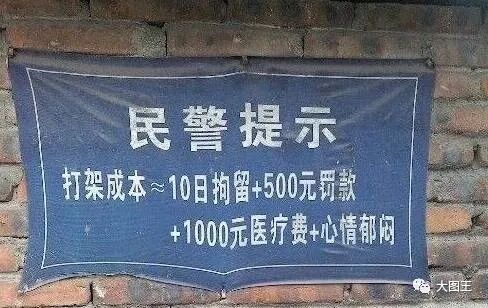 民警提示
打架成本≈10日拘留+500元罚款
+1000元医疗费+心情郁闷
大图王